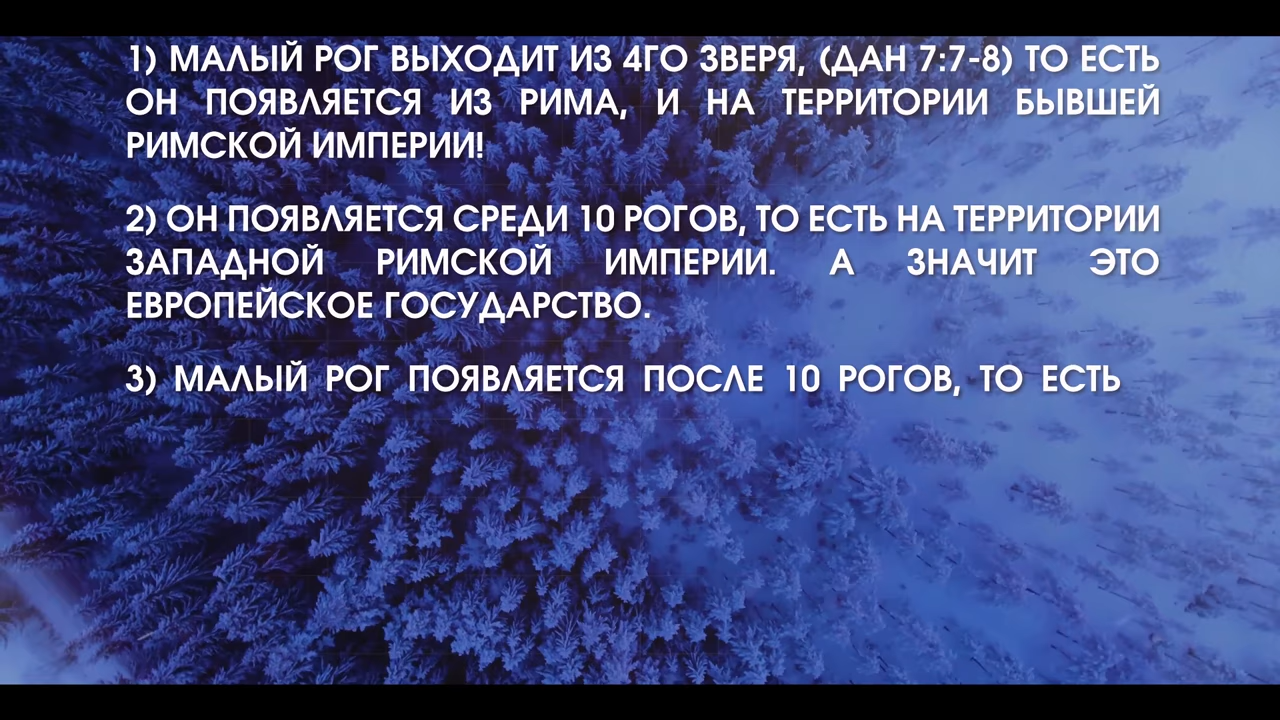 1) МАЛЫЙ РОГ ВЫХОДИТ ИЗ 4ГО ЗВЕРЯ, (ДАН 7:7-8) ТО ЕСТЬ
ОН ПОЯВЛЯЕТСЯ ИЗ РИМА, И НА ТЕРРИТОРИИ БЫВШЕЙ
РИМСКОЙ ИМПЕРИИ!
2) ОН ПОЯВЛЯЕТСЯ СРЕДИ 10 РОГОВ, ТО ЕСТЬ НА ТЕРРИТОРИИ
ЗАПАДНОЙ РИМСКОЙ ИМПЕРИИ. А ЗНАЧИТ ЭТО
ЕВРОПЕЙСКОЕ ГОСУДАРСТВО.
3) МАЛЫЙ РОГ ПОЯВЛЯЕТСЯ ПОСЛЕ 10 РОГОВ, ТО ЕСТЬ